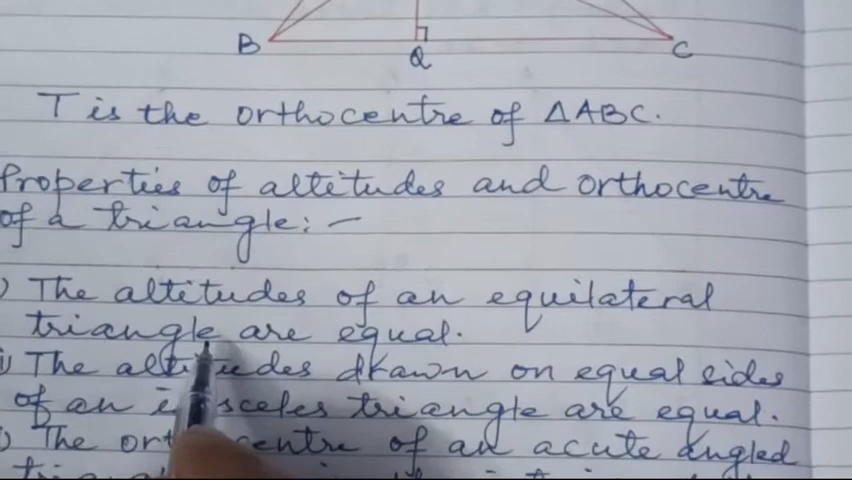 B
Q
C
T is the orthocentre of ΔABC.
Properties of altitudes and orthocentre
of a triangle: —
) The altitudes of an equilateral
triangle are equal.
i) The altitudes drawn on equal sides
of an isosceles triangle are equal.
) The orthocentre of an acute angled